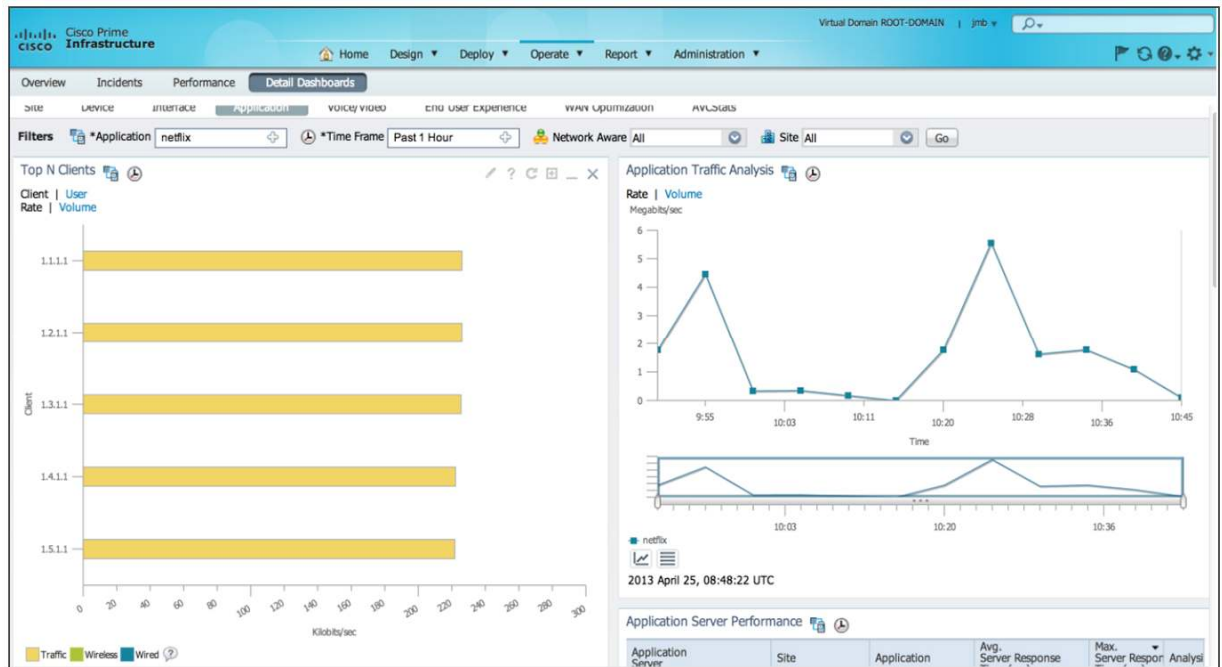 Virtual Domain ROOT-DOMAIN | jmb
Cisco Prime
CISCO Infrastructure
Home Design Deploy Operate Report Administration
Overview Incidents Performance Detail Dashboards
Site Device Interface Application Voice/Video End User Experience WAN Optimization AVCStats
Filters *Application netflix *Time Frame Past 1 Hour Network Aware All Site All Go
Top N Clients
Client | User
Rate | Volume
Client
1.1.1.1
1.2.1.1
1.3.1.1
1.4.1.1
1.5.1.1
0 20 40 60 80 100 120 140 160 180 200 220 240 260 280 300
Kilobits/sec
Traffic Wireless Wired
Application Traffic Analysis
Rate | Volume
Megabits/sec
6
5
4
3
2
1
0
9:55 10:03 10:11 10:20 10:28 10:36 10:45
Time
10:03 10:20 10:36
netflix
2013 April 25, 08:48:22 UTC
Application Server Performance
Application Server Site Application Avg. Server Response Max. Server Respor Analysi